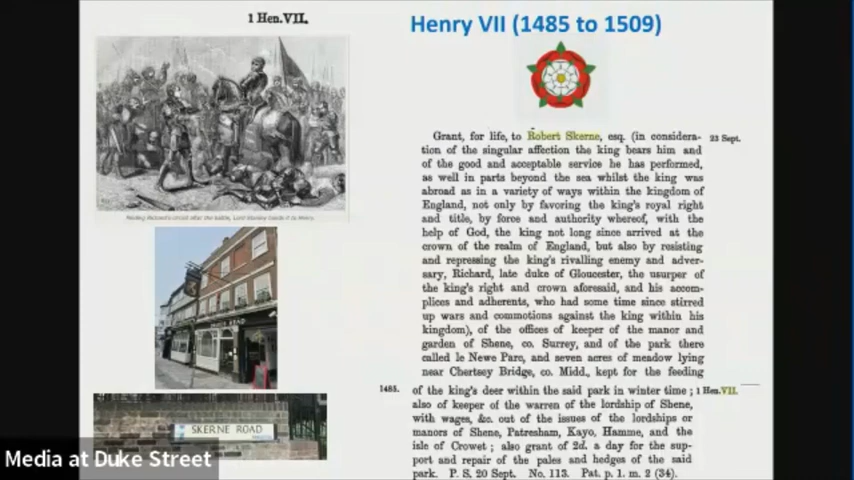 1 Hen.VII.
Henry VII (1485 to 1509)
Grant, for life, to Robert Skerne, esq. (in considera- 23 Sept.
tion of the singular affection the king bears him and
of the good and acceptable service he has performed,
as well in parts beyond the sea whilst the king was
abroad as in a variety of ways within the kingdom of
England, not only by favoring the king's royal right
and title, by force and authority whereof, with the
help of God, the king not long since arrived at the
crown of the realm of England, but also by resisting
and repressing the king's rivalling enemy and adver-
sary, Richard, late duke of Gloucester, the usurper of
the king's right and crown aforesaid, and his accom-
plices and adherents, who had some time since stirred
up wars and commotions against the king within his
kingdom), of the offices of keeper of the manor and
garden of Shene, co. Surrey, and of the park there
called le Newe Parc, and seven acres of meadow lying
near Chertsey Bridge, co. Midd., kept for the feeding
1485. of the king's deer within the said park in winter time ; 1 Hen.VII.
also of keeper of the warren of the lordship of Shene,
with wages, &c. out of the issues of the lordships or
manors of Shene, Patresham, Kayo, Hamme, and the
isle of Crowet ; also grant of 2d. a day for the sup-
port and repair of the pales and hedges of the said
park. P. S. 20 Sept. No. 113. Pat. p. 1. m. 2 (34).
after the battle, Lord Stanley hands it to Henry.
SKERNE ROAD
Media at Duke Street